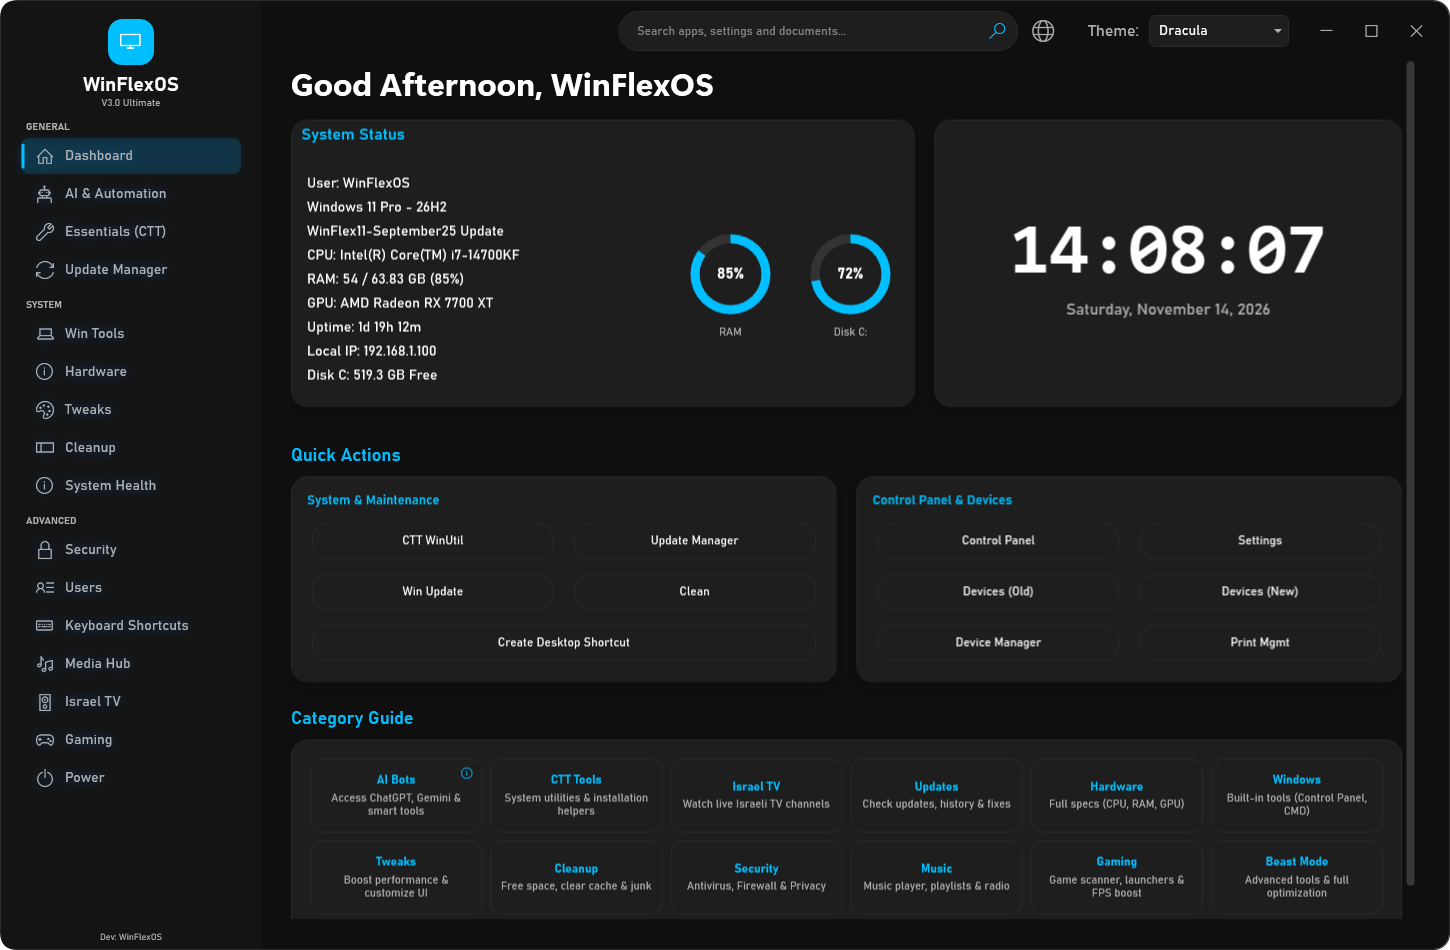 WinFlexOS
V3.0 Ultimate
GENERAL
Dashboard
AI & Automation
Essentials (CTT)
Update Manager
SYSTEM
Win Tools
Hardware
Tweaks
Cleanup
System Health
ADVANCED
Security
Users
Keyboard Shortcuts
Media Hub
Israel TV
Gaming
Power
Dev: WinFlexOS
Search apps, settings and documents...
Theme:
Dracula
Good Afternoon, WinFlexOS
System Status
User: WinFlexOS
Windows 11 Pro - 26H2
WinFlex11-September25 Update
CPU: Intel(R) Core(TM) i7-14700KF
RAM: 54 / 63.83 GB (85%)
GPU: AMD Radeon RX 7700 XT
Uptime: 1d 19h 12m
Local IP: 192.168.1.100
Disk C: 519.3 GB Free
85%
RAM
72%
Disk C:
14:08:07
Saturday, November 14, 2026
Quick Actions
System & Maintenance
CTT WinUtil
Update Manager
Win Update
Clean
Create Desktop Shortcut
Control Panel & Devices
Control Panel
Settings
Devices (Old)
Devices (New)
Device Manager
Print Mgmt
Category Guide
AI Bots
Access ChatGPT, Gemini &
smart tools
CTT Tools
System utilities & installation
helpers
Israel TV
Watch live Israeli TV channels
Updates
Check updates, history & fixes
Hardware
Full specs (CPU, RAM, GPU)
Windows
Built-in tools (Control Panel,
CMD)
Tweaks
Boost performance &
customize UI
Cleanup
Free space, clear cache & junk
Security
Antivirus, Firewall & Privacy
Music
Music player, playlists & radio
Gaming
Game scanner, launchers &
FPS boost
Beast Mode
Advanced tools & full
optimization